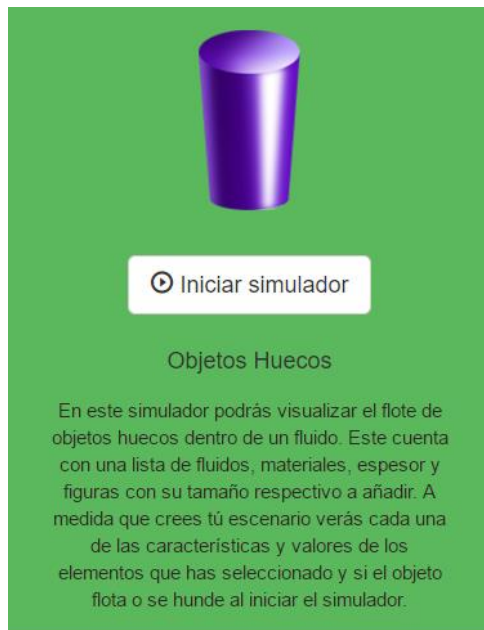 Iniciar simulador
Objetos Huecos
En este simulador podrás visualizar el flote de
objetos huecos dentro de un fluido. Este cuenta
con una lista de fluidos, materiales, espesor y
figuras con su tamaño respectivo a añadir. A
medida que crees tú escenario verás cada una
de las características y valores de los
elementos que has seleccionado y si el objeto
flota o se hunde al iniciar el simulador.